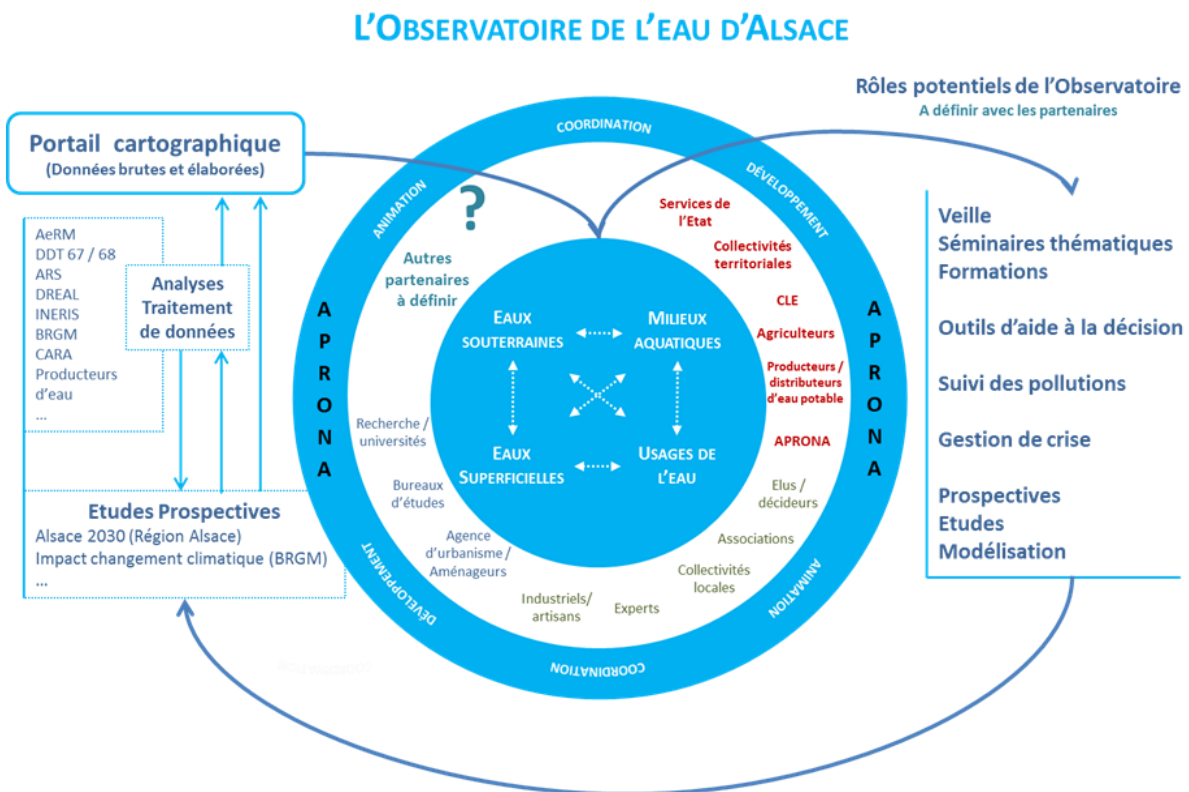 L'OBSERVATOIRE DE L'EAU D'ALSACE
Portail cartographique
(Données brutes et élaborées)
AeRM
DDT 67 / 68
ARS
DREAL
INERIS
BRGM
CARA
Producteurs
d'eau
...
Analyses
Traitement
de données
Etudes Prospectives
Alsace 2030 (Région Alsace)
Impact changement climatique (BRGM)
...
COORDINATION
DÉVELOPPEMENT
ANIMATION
COORDINATION
DÉVELOPPEMENT
ANIMATION
APRONA
APRONA
?
Autres
partenaires
à définir
Services de
l'Etat
Collectivités
territoriales
CLE
Agriculteurs
Producteurs /
distributeurs
d'eau potable
APRONA
Elus /
décideurs
Associations
Collectivités
locales
Experts
Industriels/
artisans
Agence
d'urbanisme /
Aménageurs
Bureaux
d'études
Recherche /
universités
EAUX
SOUTERRAINES
MILIEUX
AQUATIQUES
EAUX
SUPERFICIELLES
USAGES DE
L'EAU
Rôles potentiels de l'Observatoire
A définir avec les partenaires
Veille
Séminaires thématiques
Formations
Outils d'aide à la décision
Suivi des pollutions
Gestion de crise
Prospectives
Etudes
Modélisation